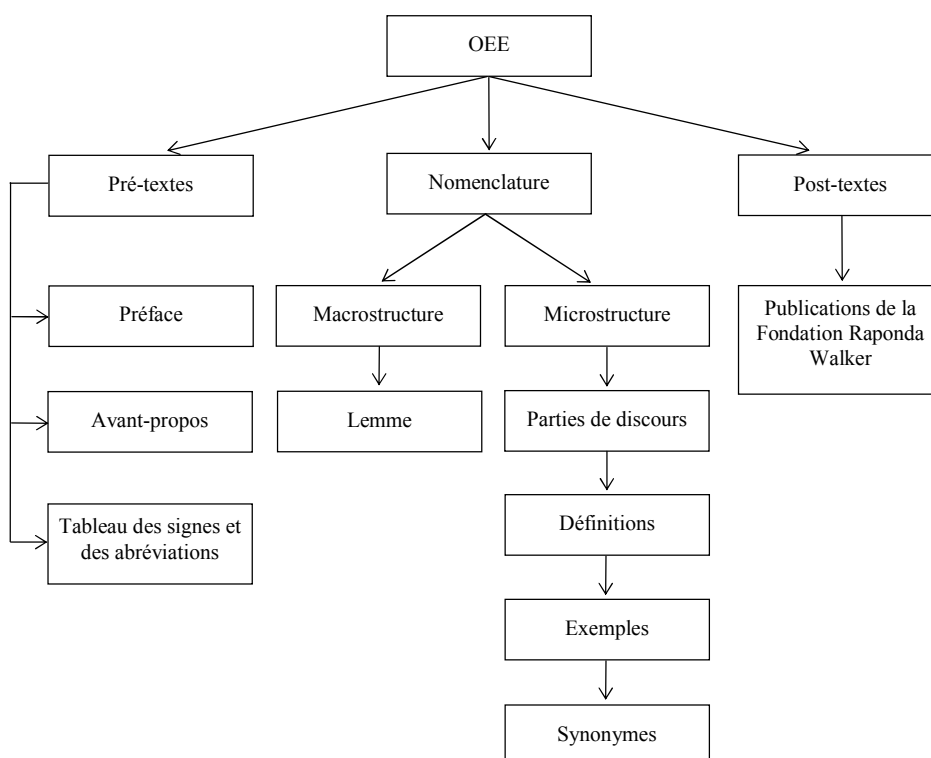 OEE
Pré-textes
Nomenclature
Post-textes
Préface
Macrostructure
Microstructure
Publications de la
Fondation Raponda
Walker
Avant-propos
Lemme
Parties de discours
Tableau des signes et
des abréviations
Définitions
Exemples
Synonymes